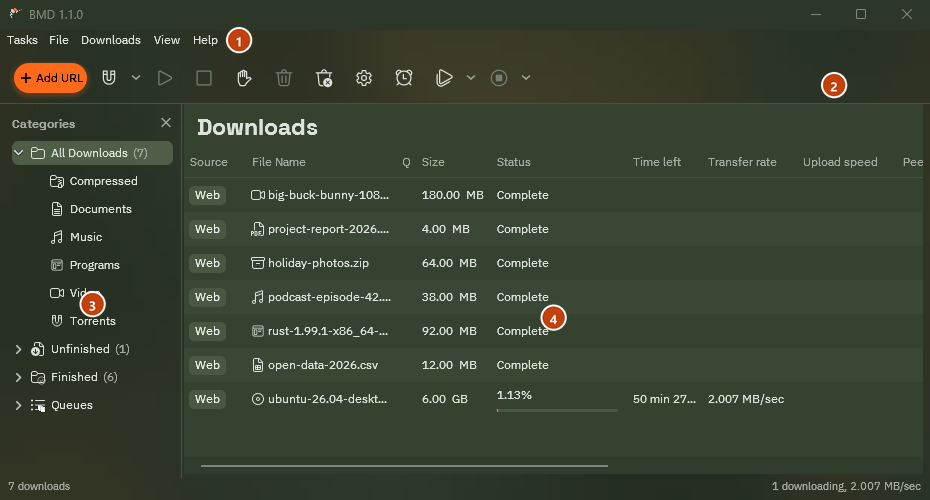 BMD 1.1.0
Tasks File Downloads View Help 1
+ Add URL 2
Categories
All Downloads (7)
Compressed
Documents
Music
Programs
3
Torrents
Unfinished (1)
Finished (6)
Queues
Downloads
Source File Name Q Size Status Time left Transfer rate Upload speed Pee
Web big-buck-bunny-108... 180.00 MB Complete
Web PDF project-report-2026.... 4.00 MB Complete
Web holiday-photos.zip 64.00 MB Complete
Web podcast-episode-42.... 38.00 MB Complete
4
Web rust-1.99.1-x86_64-... 92.00 MB Complete
Web open-data-2026.csv 12.00 MB Complete
Web ubuntu-26.04-deskt... 6.00 GB 1.13% 50 min 27... 2.007 MB/sec
7 downloads 1 downloading, 2.007 MB/sec